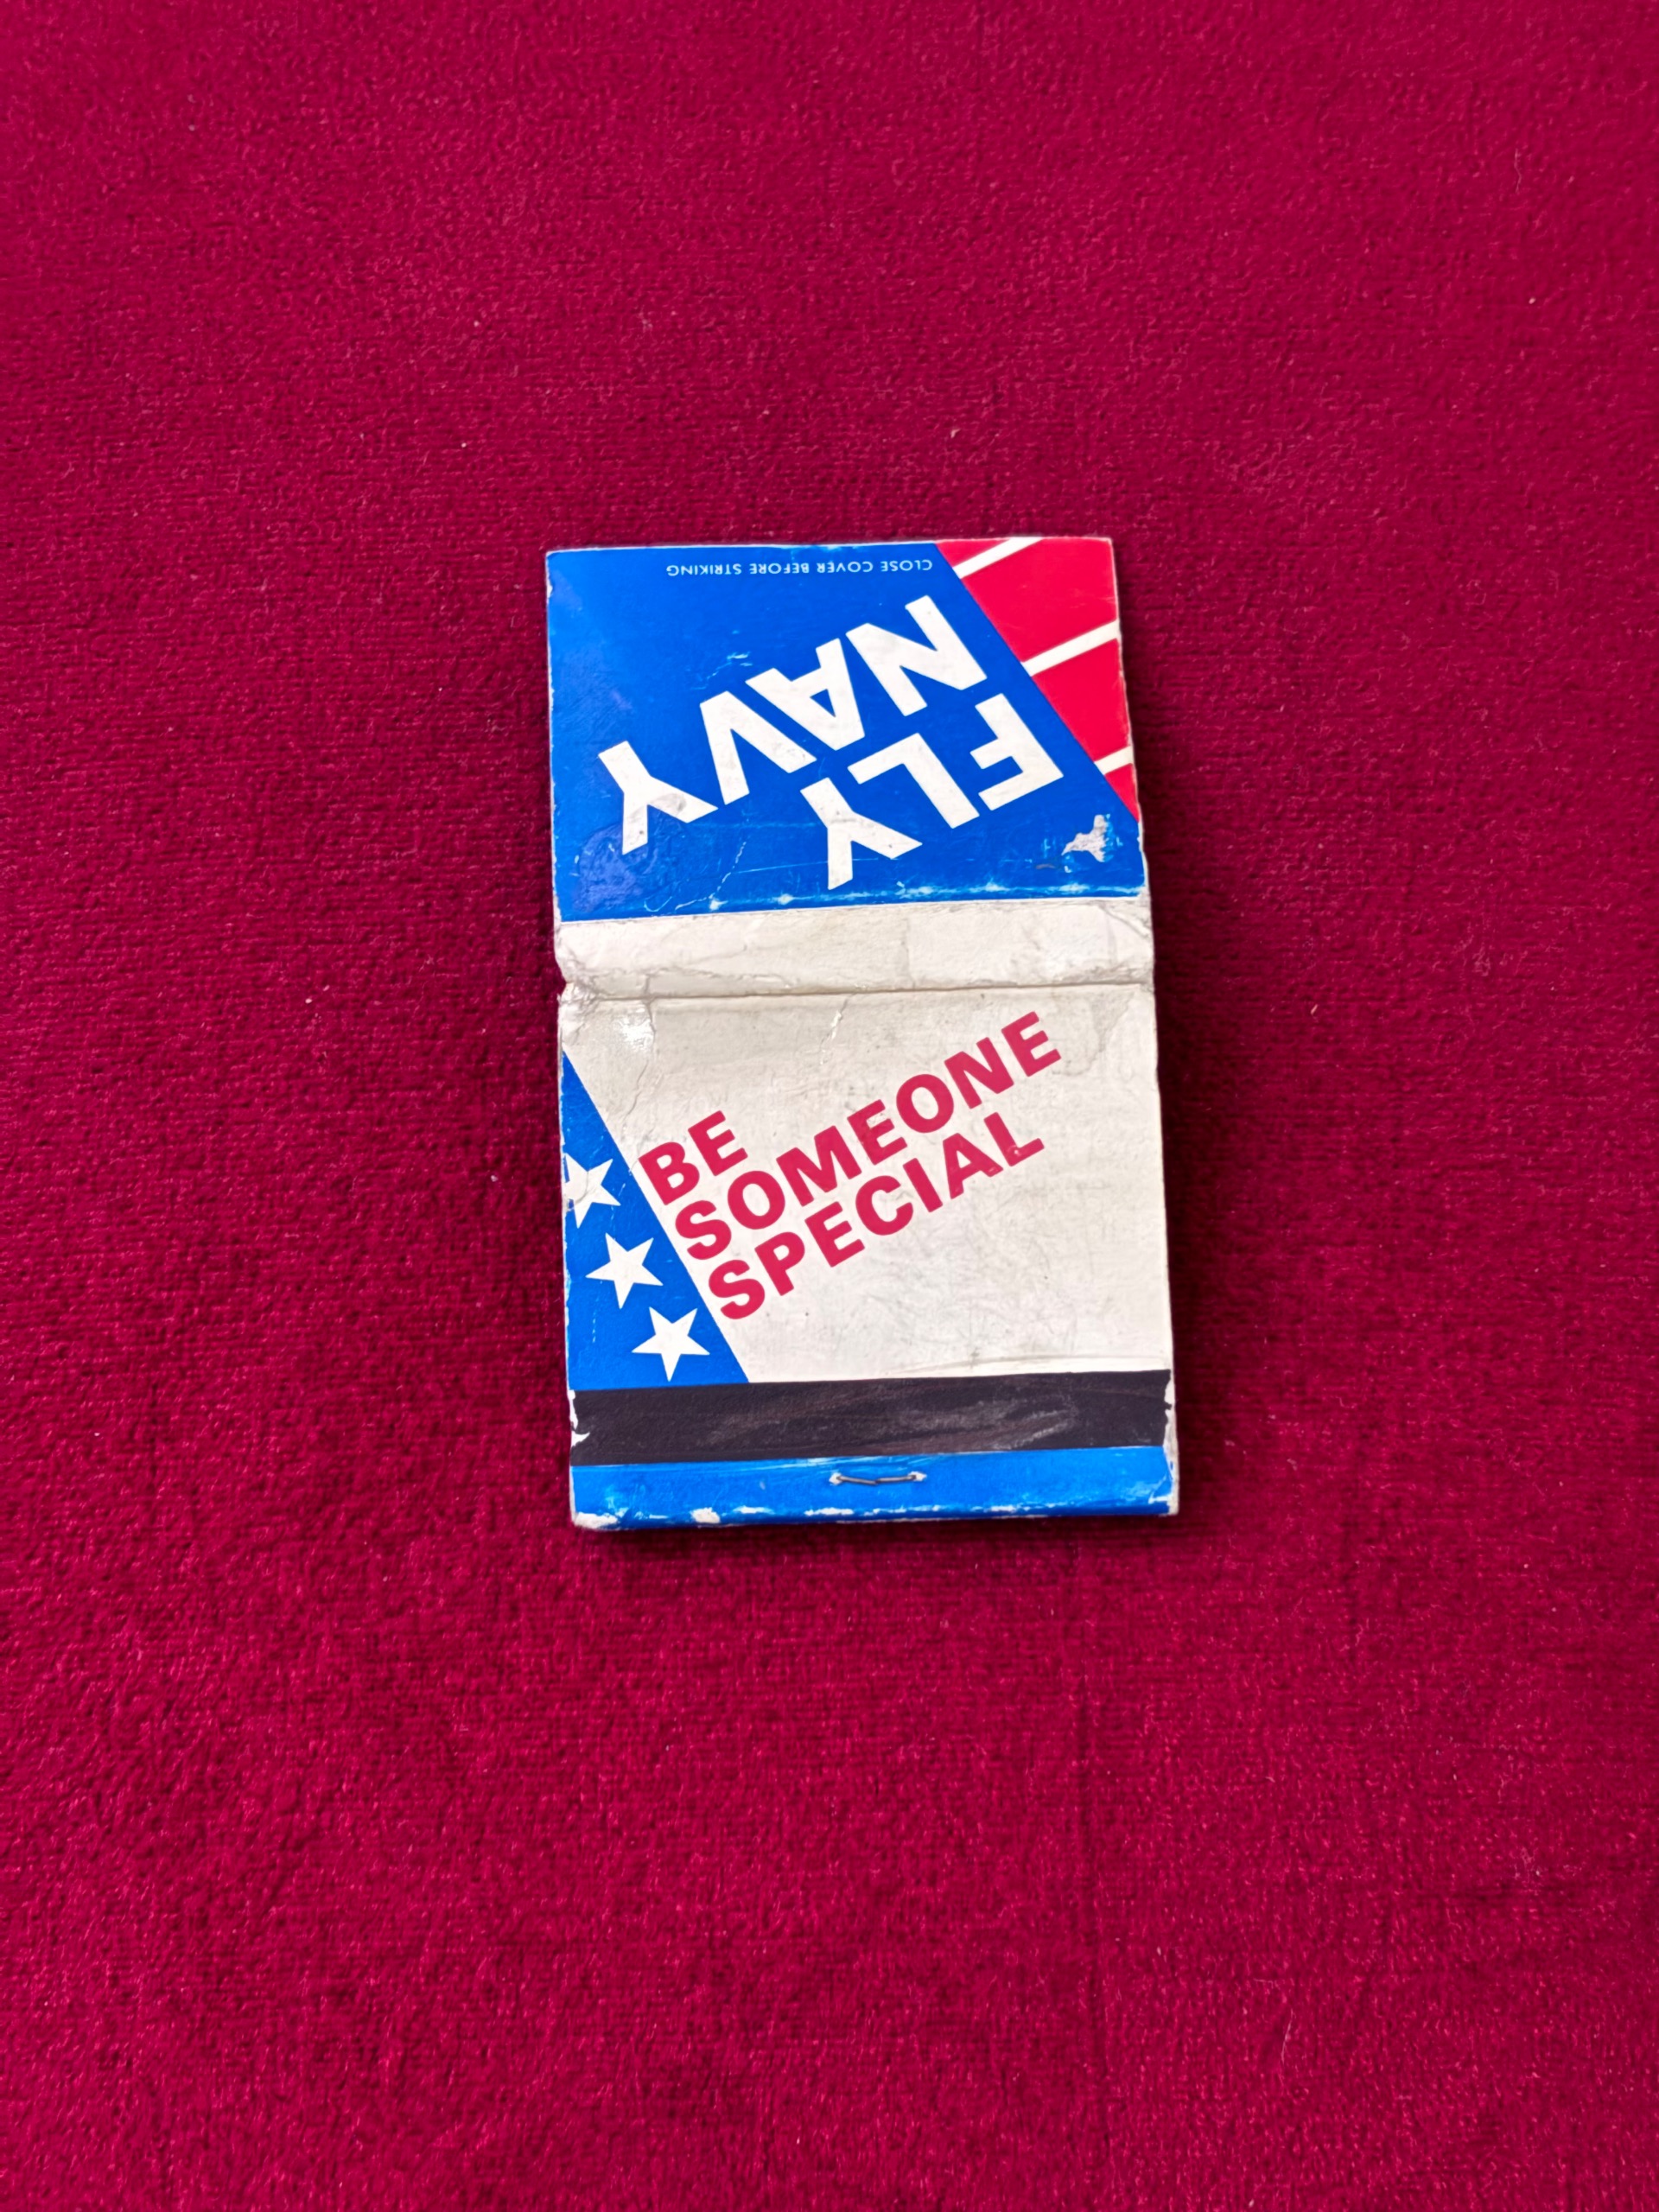 CLOSE COVER BEFORE STRIKING
FLY
NAVY
BE
SOMEONE
SPECIAL